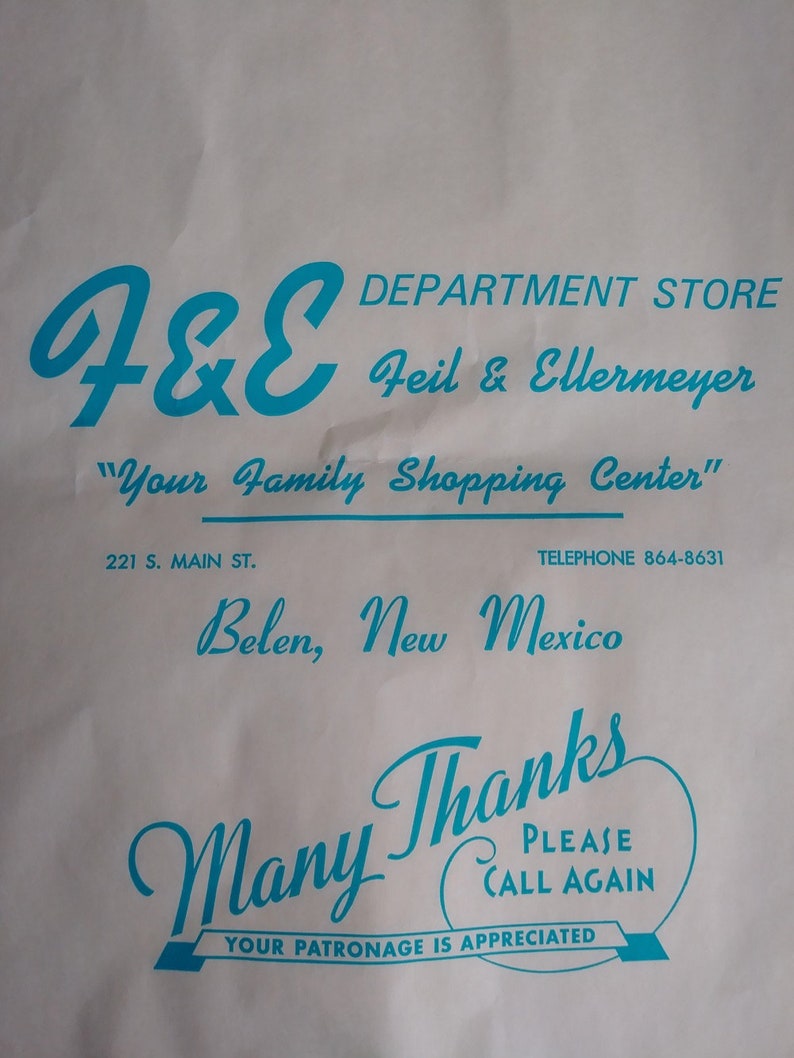 F&E DEPARTMENT STORE
Feil & Ellermeyer
"Your Family Shopping Center"
221 S. MAIN ST. TELEPHONE 864-8631
Belen, New Mexico
Many Thanks
PLEASE
CALL AGAIN
YOUR PATRONAGE IS APPRECIATED